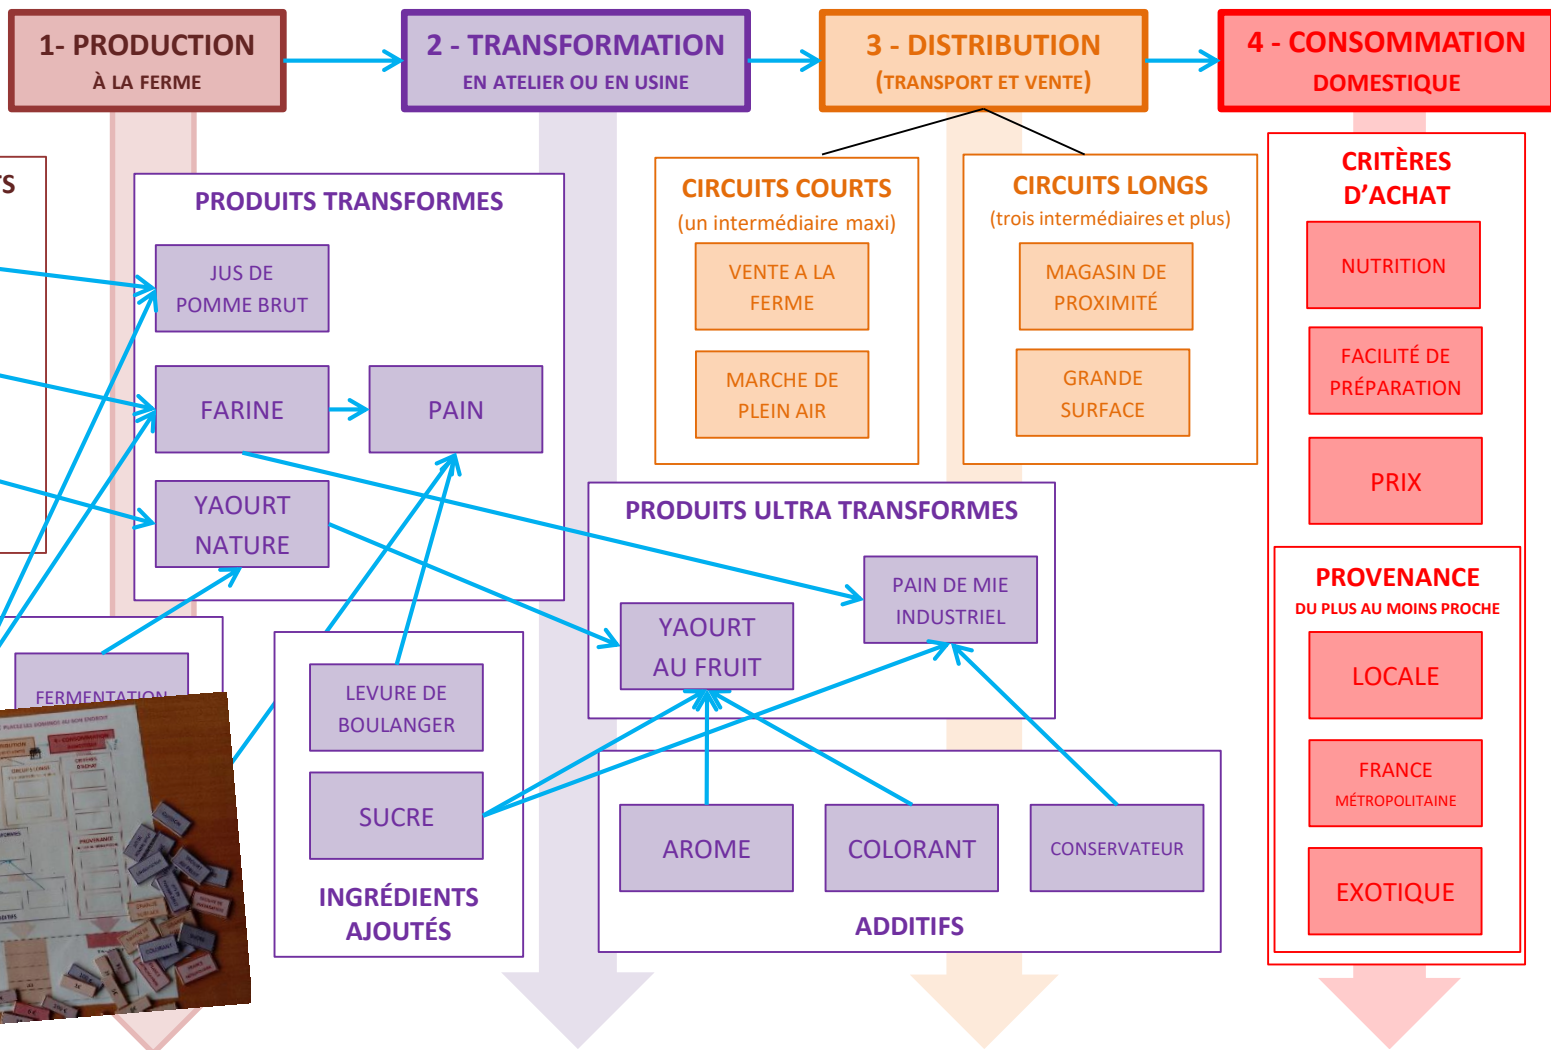 1- PRODUCTION
À LA FERME
2 - TRANSFORMATION
EN ATELIER OU EN USINE
3 - DISTRIBUTION
(TRANSPORT ET VENTE)
4 - CONSOMMATION
DOMESTIQUE
TS
PRODUITS TRANSFORMES
JUS DE
POMME BRUT
FARINE
PAIN
YAOURT
NATURE
FERMENTATION
CIRCUITS COURTS
(un intermédiaire maxi)
VENTE A LA
FERME
MARCHE DE
PLEIN AIR
CIRCUITS LONGS
(trois intermédiaires et plus)
MAGASIN DE
PROXIMITÉ
GRANDE
SURFACE
PRODUITS ULTRA TRANSFORMES
YAOURT
AU FRUIT
PAIN DE MIE
INDUSTRIEL
LEVURE DE
BOULANGER
SUCRE
INGRÉDIENTS
AJOUTÉS
AROME
COLORANT
CONSERVATEUR
ADDITIFS
CRITÈRES
D'ACHAT
NUTRITION
FACILITÉ DE
PRÉPARATION
PRIX
PROVENANCE
DU PLUS AU MOINS PROCHE
LOCALE
FRANCE
MÉTROPOLITAINE
EXOTIQUE